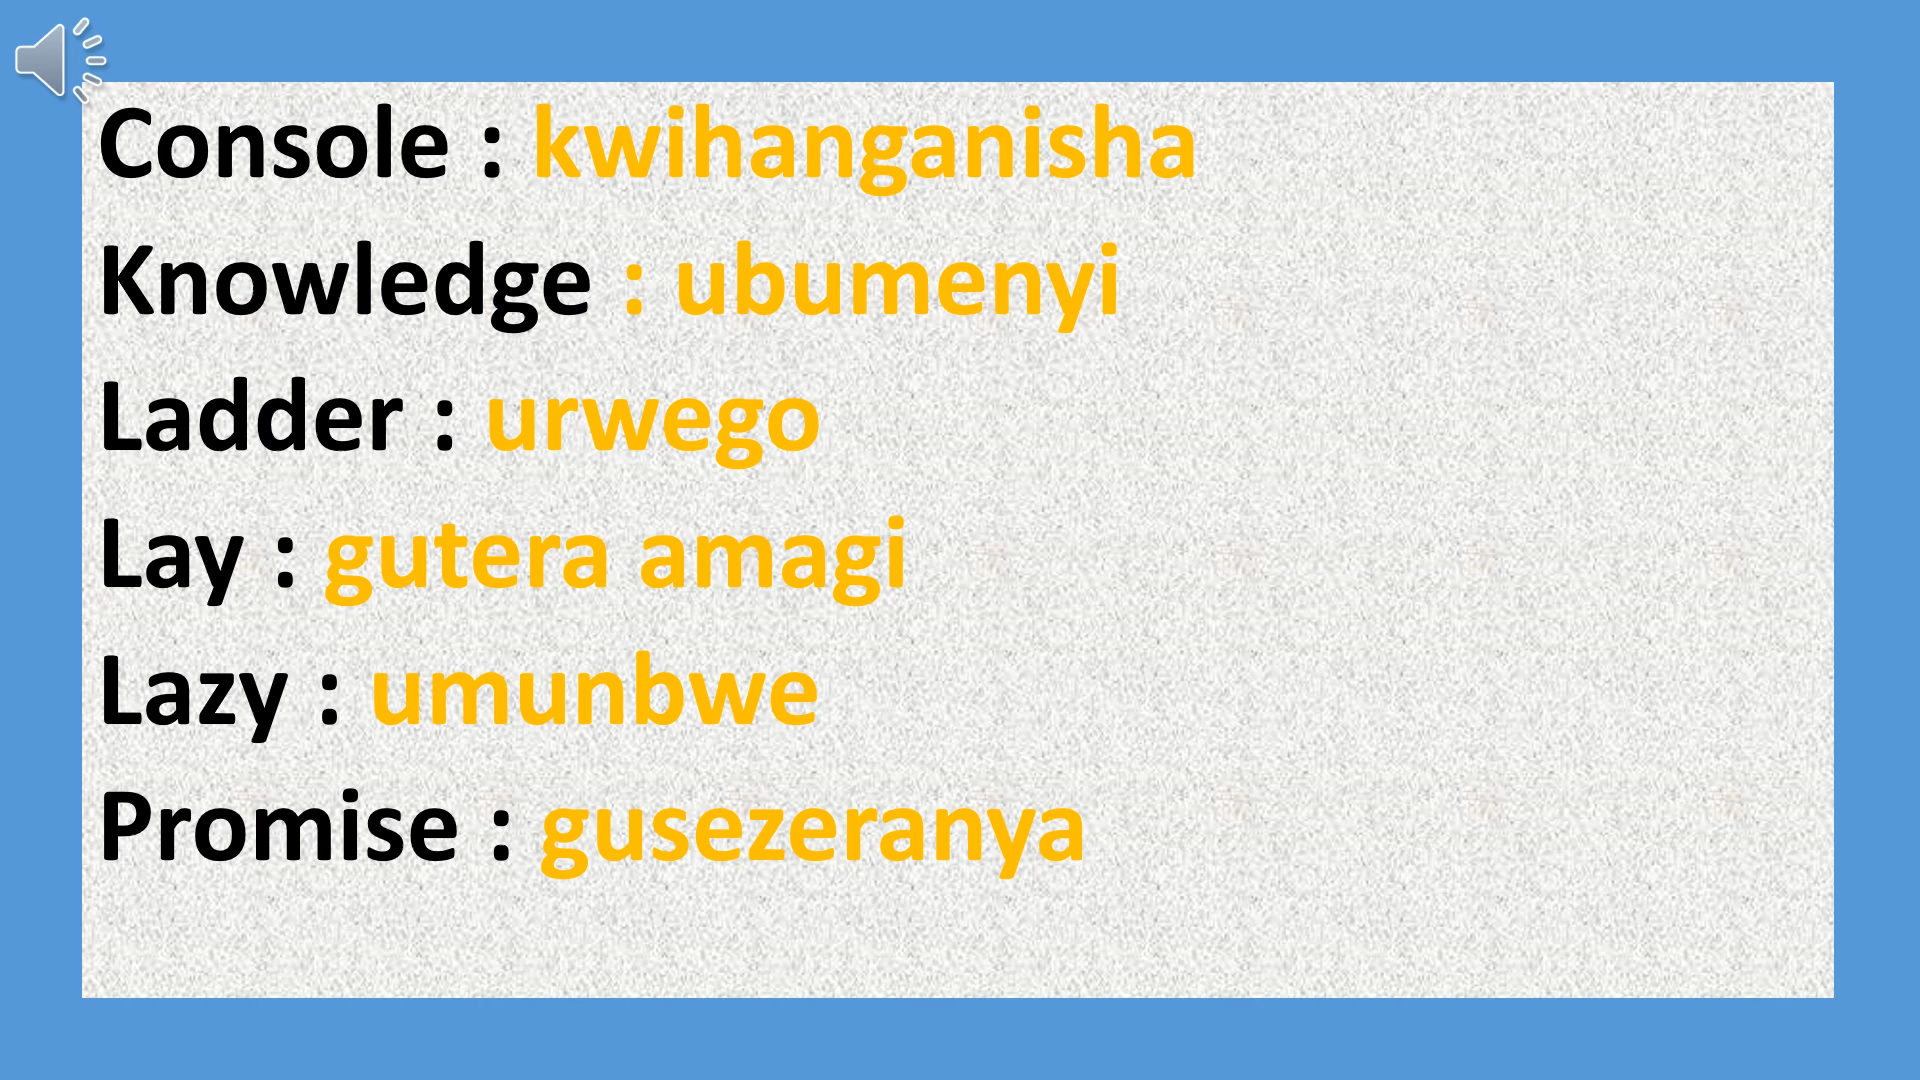 Console : kwihanganisha
Knowledge : ubumenyi
Ladder : urwego
Lay : gutera amagi
Lazy : umunbwe
Promise : gusezeranya